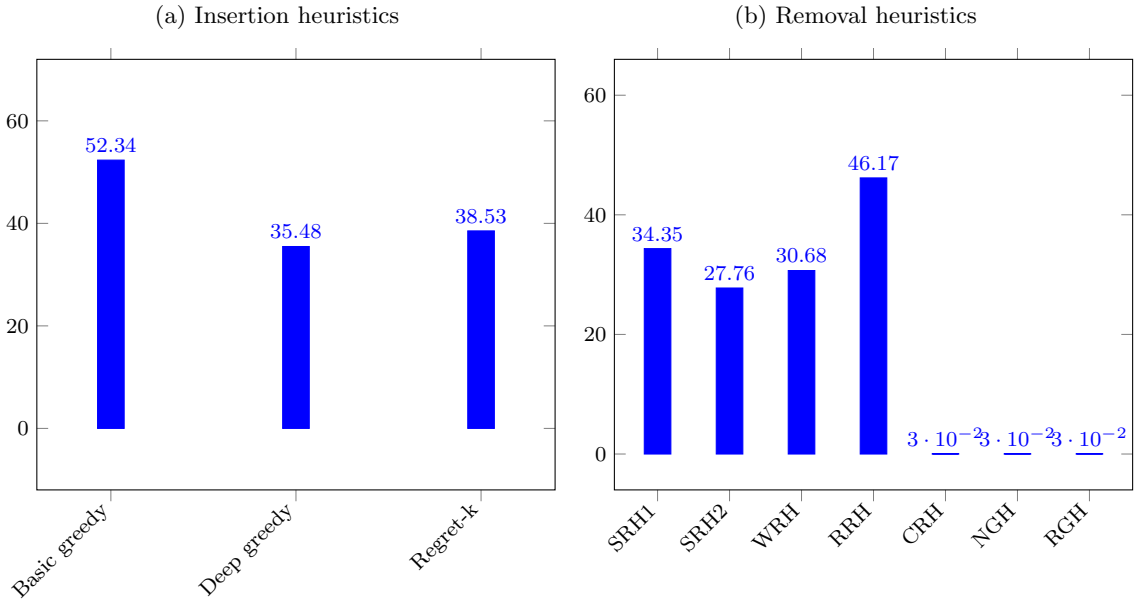 (a) Insertion heuristics
60
40
20
0
52.34
35.48
38.53
Basic greedy
Deep greedy
Regret-k
(b) Removal heuristics
60
40
20
0
34.35
27.76
30.68
46.17
3 · 10⁻²
3 · 10⁻²
3 · 10⁻²
SRH1
SRH2
WRH
RRH
CRH
NGH
RGH